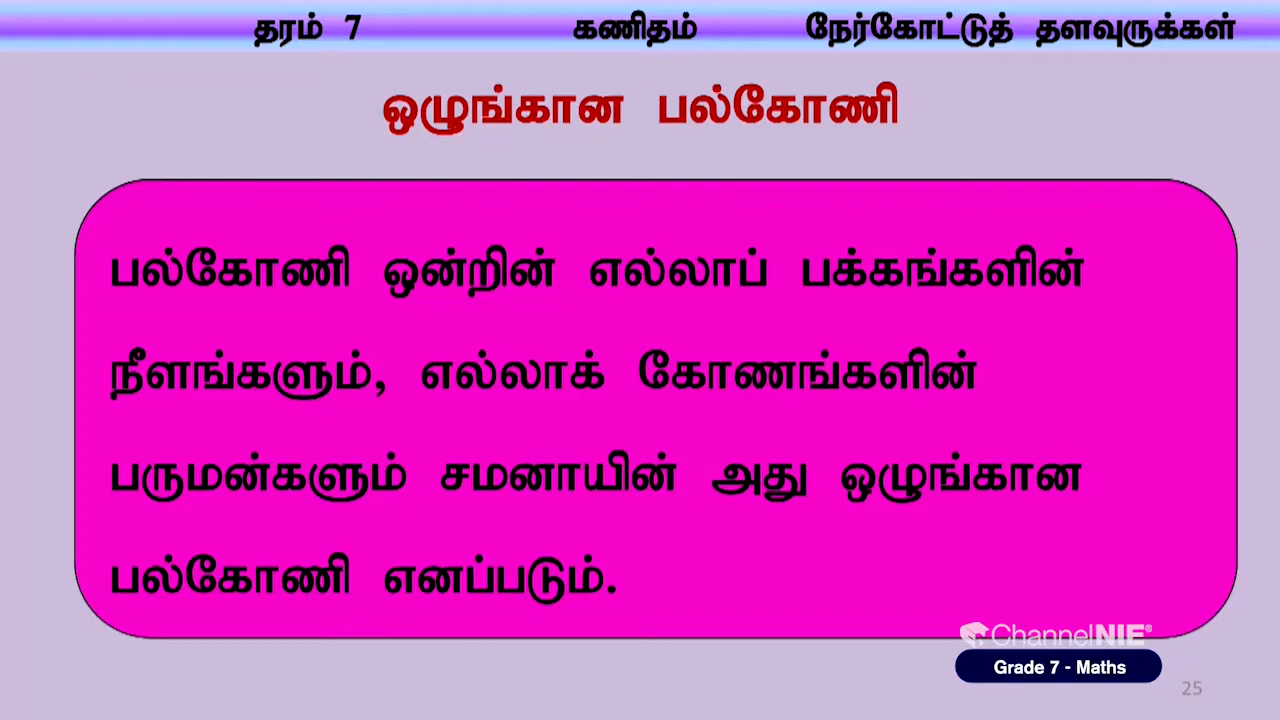 தரம் 7 கணிதம் நேர்கோட்டுத் தளவுருக்கள்
ஒழுங்கான பல்கோணி
பல்கோணி ஒன்றின் எல்லாப் பக்கங்களின்
நீளங்களும், எல்லாக் கோணங்களின்
பருமன்களும் சமனாயின் அது ஒழுங்கான
பல்கோணி எனப்படும்.
ChannelNIE®
Grade 7 - Maths
25